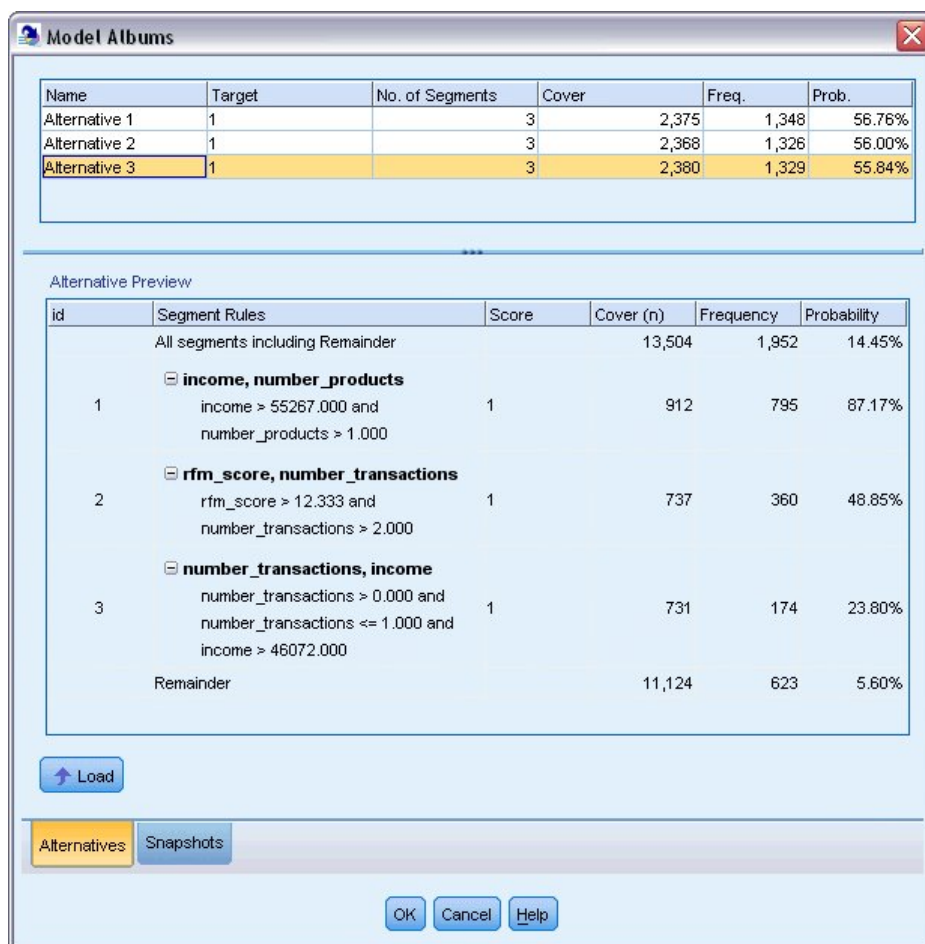 Model Albums
Name Target No. of Segments Cover Freq. Prob.
Alternative 1 1 3 2,375 1,348 56.76%
Alternative 2 1 3 2,368 1,326 56.00%
Alternative 3 1 3 2,380 1,329 55.84%
Alternative Preview
id Segment Rules Score Cover (n) Frequency Probability
All segments including Remainder 13,504 1,952 14.45%
income, number_products
income > 55267.000 and
1 1 912 795 87.17%
number_products > 1.000
rfm_score, number_transactions
rfm_score > 12.333 and
2 1 737 360 48.85%
number_transactions > 2.000
number_transactions, income
number_transactions > 0.000 and
3 1 731 174 23.80%
number_transactions <= 1.000 and
income > 46072.000
Remainder 11,124 623 5.60%
Load
Alternatives Snapshots
OK Cancel Help